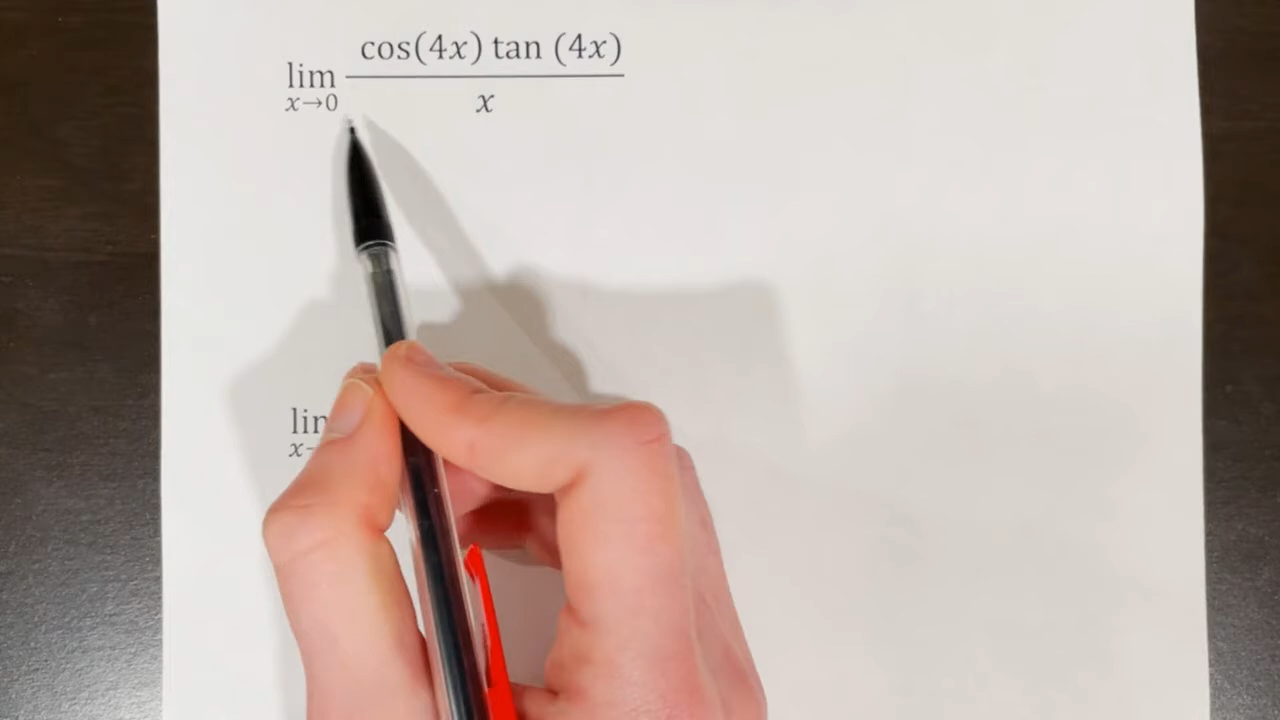 lim cos(4x) tan (4x)
x→0 x